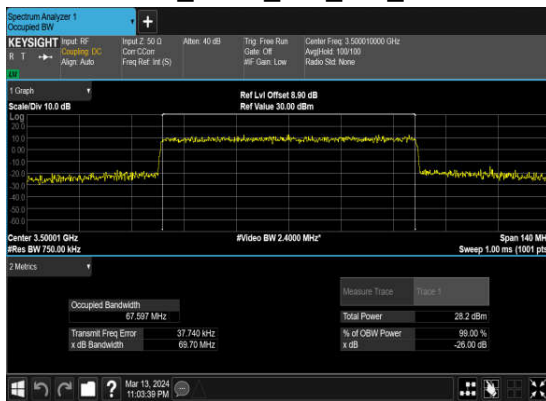 Spectrum Analyzer 1
Occupied BW
+
KEYSIGHT Input: RF Input Z: 50 Ω Atten: 40 dB Trig: Free Run Center Freq: 3.500010000 GHz
R T Coupling: DC Corr CCorr Gate: Off Avg|Hold: 100/100
Align: Auto Freq Ref: Int (S) #IF Gain: Low Radio Std: None
1 Graph
Scale/Div 10.0 dB
Ref Lvl Offset 8.90 dB
Ref Value 30.00 dBm
Log
20.0
10.0
0.00
-10.0
-20.0
-30.0
-40.0
-50.0
-60.0
Center 3.50001 GHz #Video BW 2.4000 MHz* Span 140 MH
#Res BW 750.00 kHz Sweep 1.00 ms (1001 pts
2 Metrics
Measure Trace Trace 1
Occupied Bandwidth
67.597 MHz
Total Power 28.2 dBm
Transmit Freq Error 37.740 kHz % of OBW Power 99.00 %
x dB Bandwidth 69.70 MHz x dB -26.00 dB
? Mar 13, 2024
11:03:39 PM